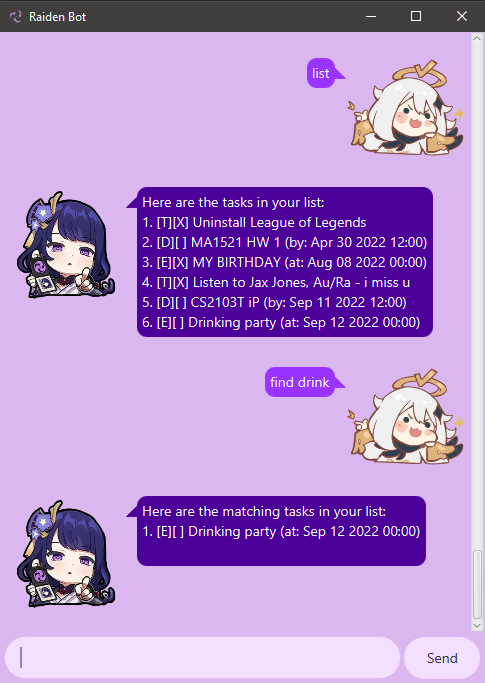 Raiden Bot
list
Here are the tasks in your list:
1. [T][X] Uninstall League of Legends
2. [D][ ] MA1521 HW 1 (by: Apr 30 2022 12:00)
3. [E][X] MY BIRTHDAY (at: Aug 08 2022 00:00)
4. [T][X] Listen to Jax Jones, Au/Ra - i miss u
5. [D][ ] CS2103T iP (by: Sep 11 2022 12:00)
6. [E][ ] Drinking party (at: Sep 12 2022 00:00)
find drink
Here are the matching tasks in your list:
1. [E][ ] Drinking party (at: Sep 12 2022 00:00)
Send